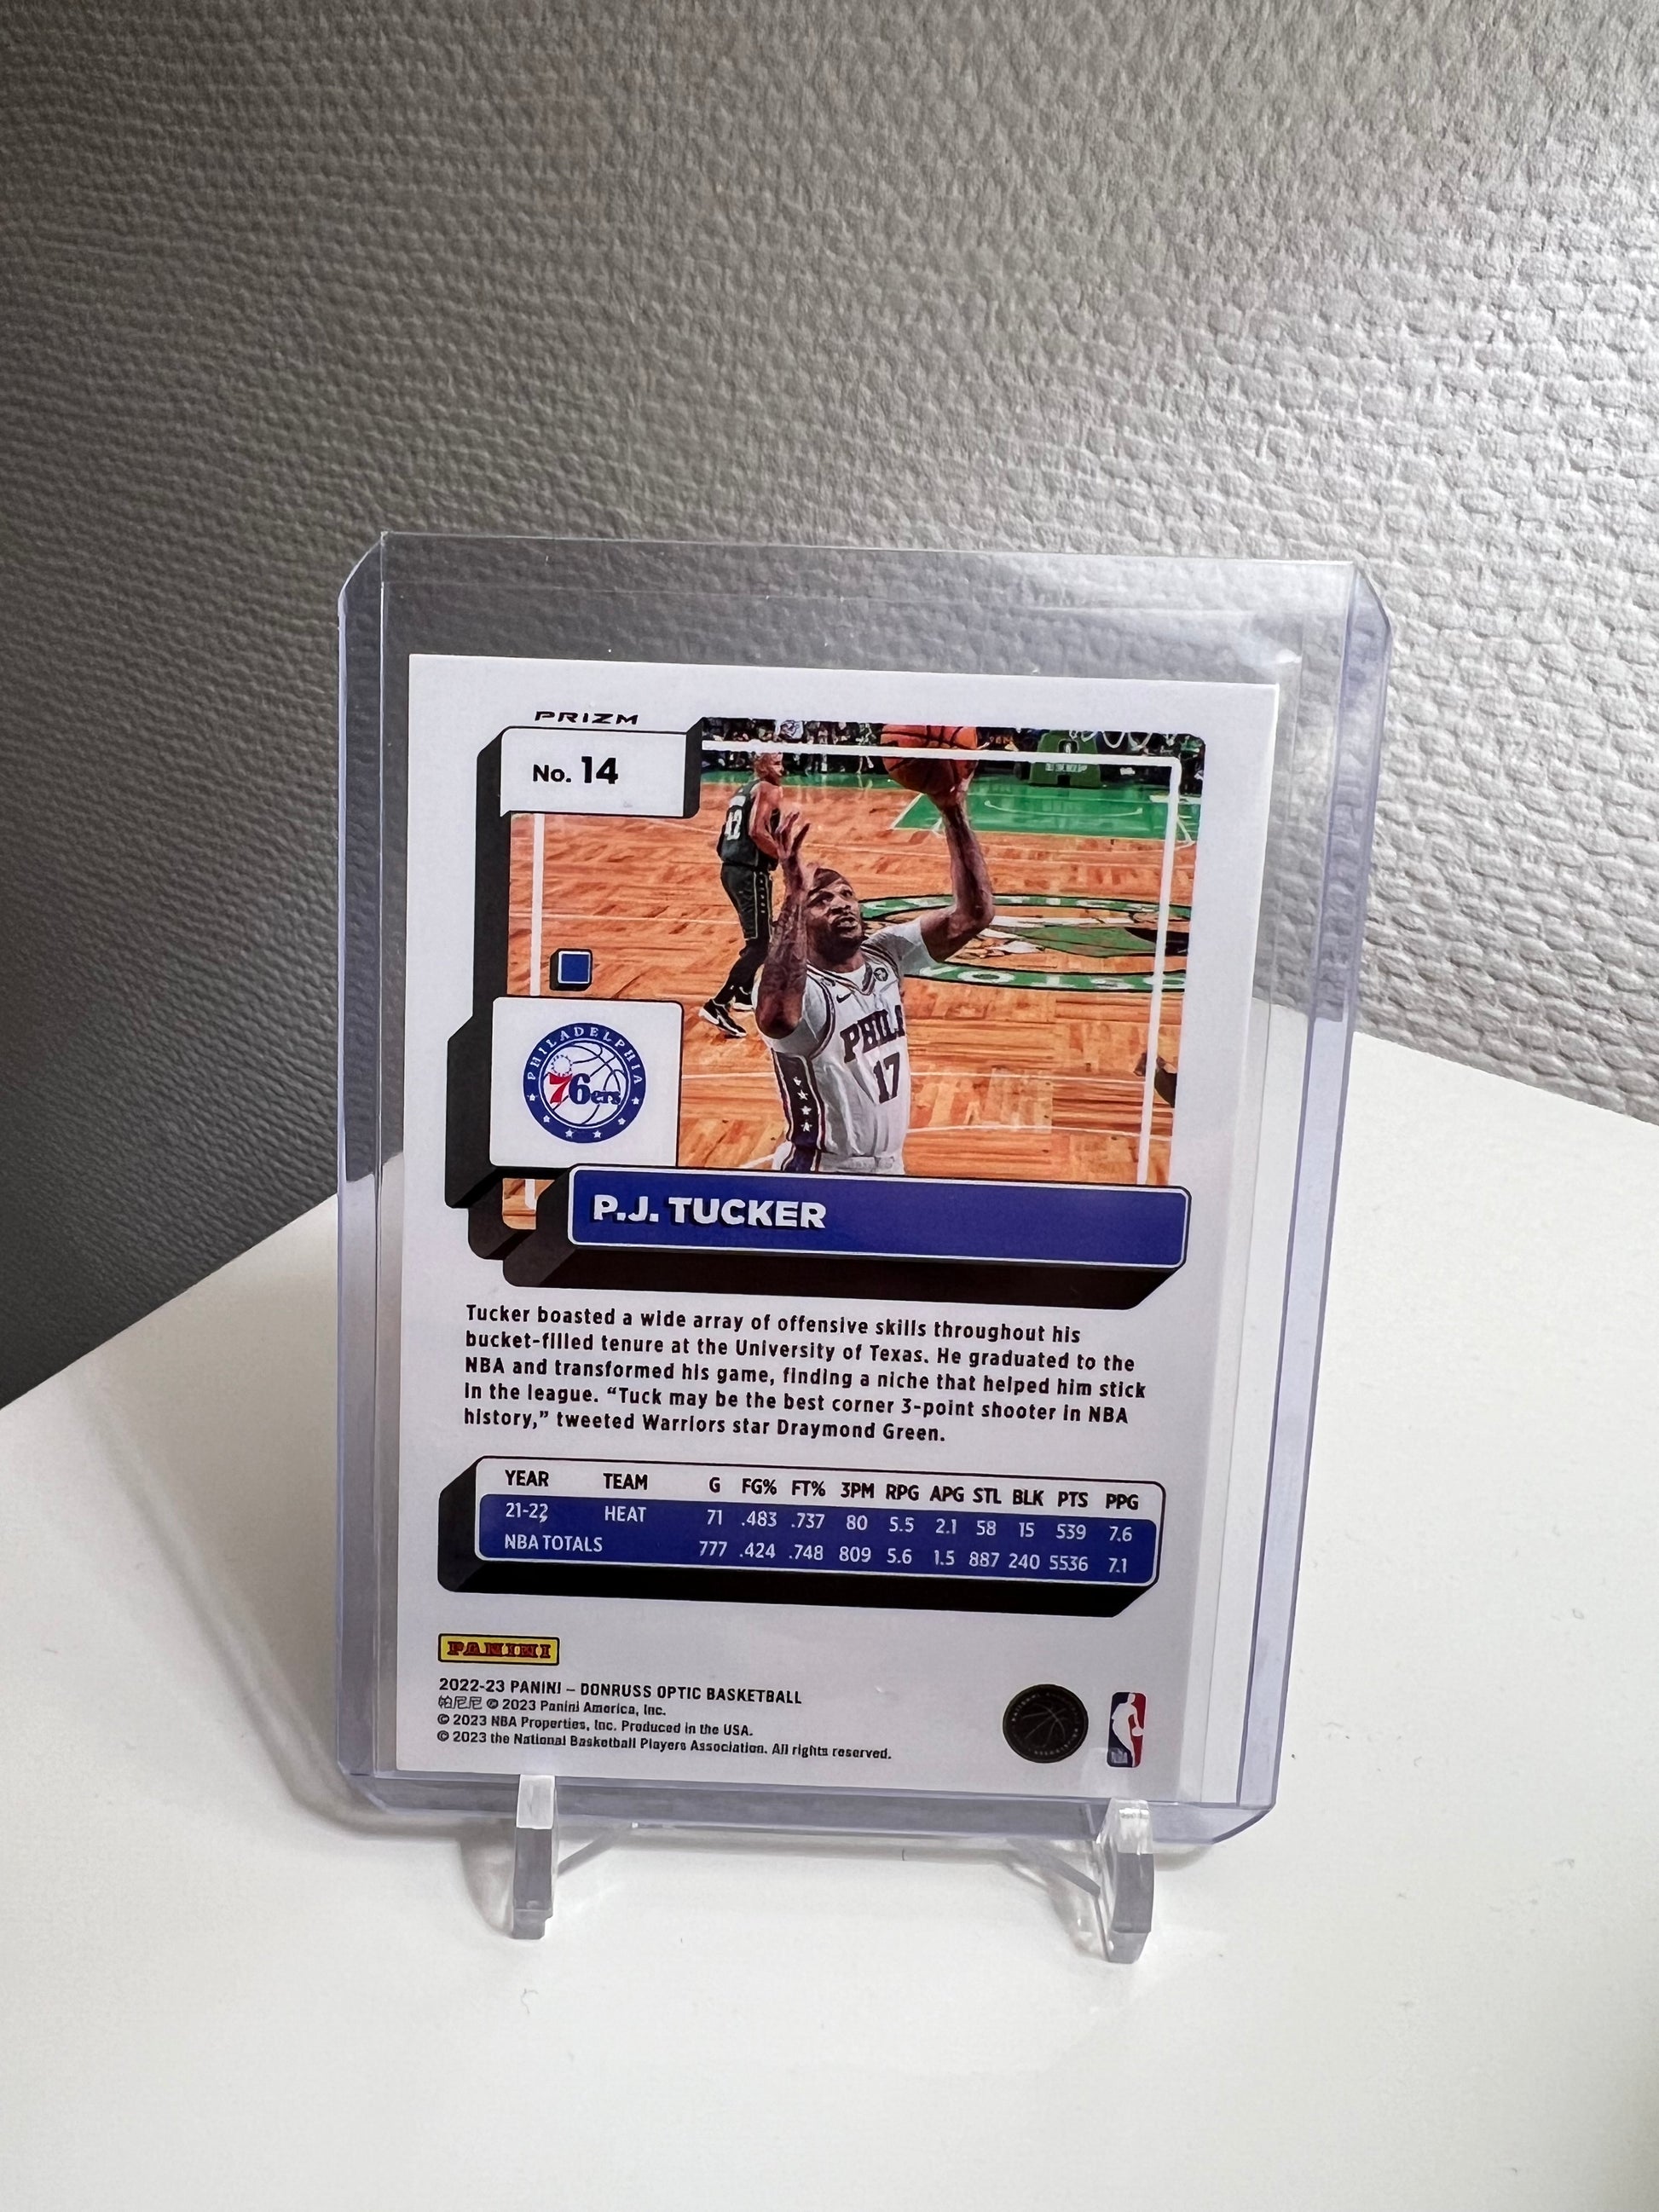 PRIZM
No. 14
42
PHILA
17
PHILADELPHIA
76ers
P.J. TUCKER
Tucker boasted a wide array of offensive skills throughout his
bucket-filled tenure at the University of Texas. He graduated to the
NBA and transformed his game, finding a niche that helped him stick
in the league. “Tuck may be the best corner 3-point shooter in NBA
history,” tweeted Warriors star Draymond Green.
YEAR TEAM G FG% FT% 3PM RPG APG STL BLK PTS PPG
21-22 HEAT 71 .483 .737 80 5.5 2.1 58 15 539 7.6
NBA TOTALS 777 .424 .748 809 5.6 1.5 887 240 5536 7.1
PANINI
2022-23 PANINI – DONRUSS OPTIC BASKETBALL
帕尼尼 © 2023 Panini America, Inc.
© 2023 NBA Properties, Inc. Produced in the USA.
© 2023 the National Basketball Players Association. All rights reserved.